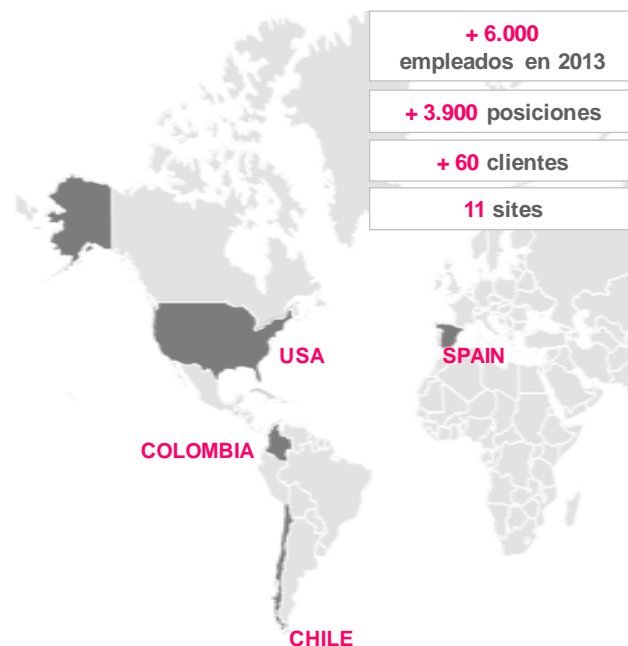 + 6.000
empleados en 2013
+ 3.900 posiciones
+ 60 clientes
11 sites
USA
SPAIN
COLOMBIA
CHILE